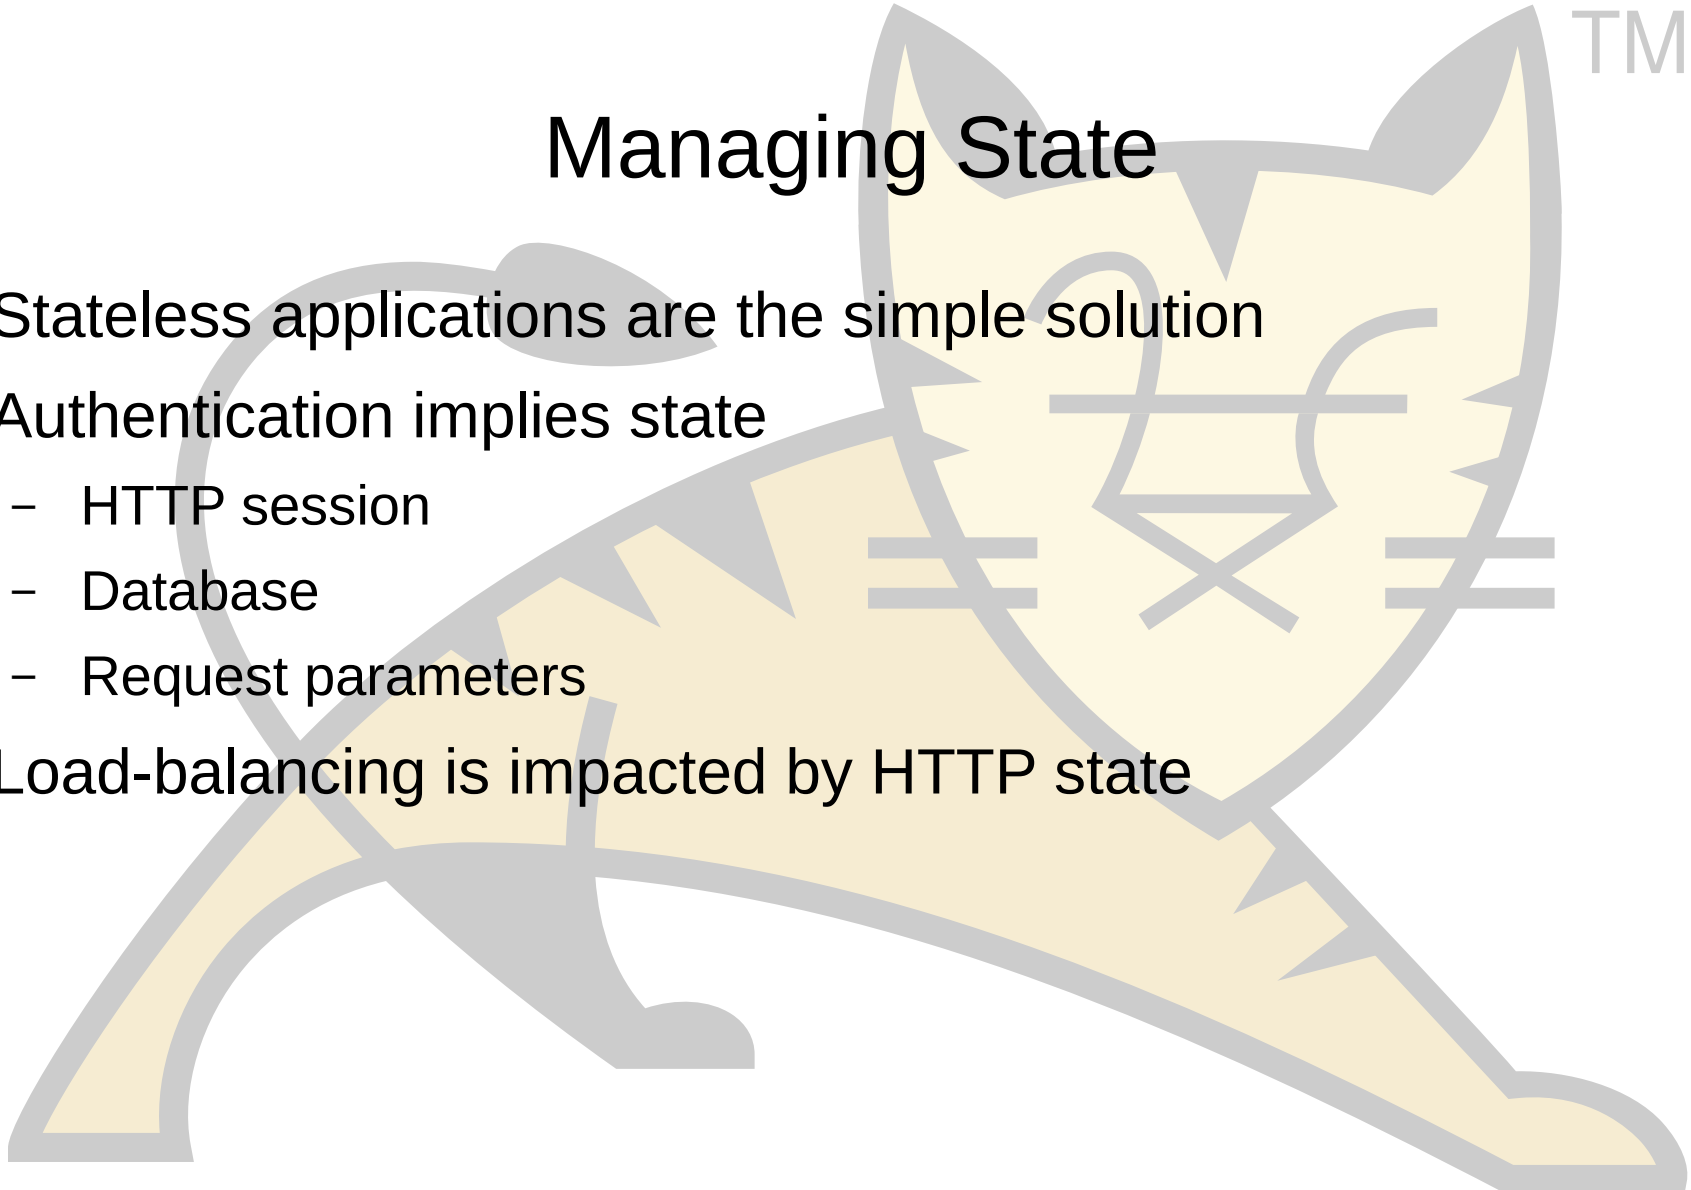 TM
Managing State
Stateless applications are the simple solution
Authentication implies state
– HTTP session
– Database
– Request parameters
Load-balancing is impacted by HTTP state